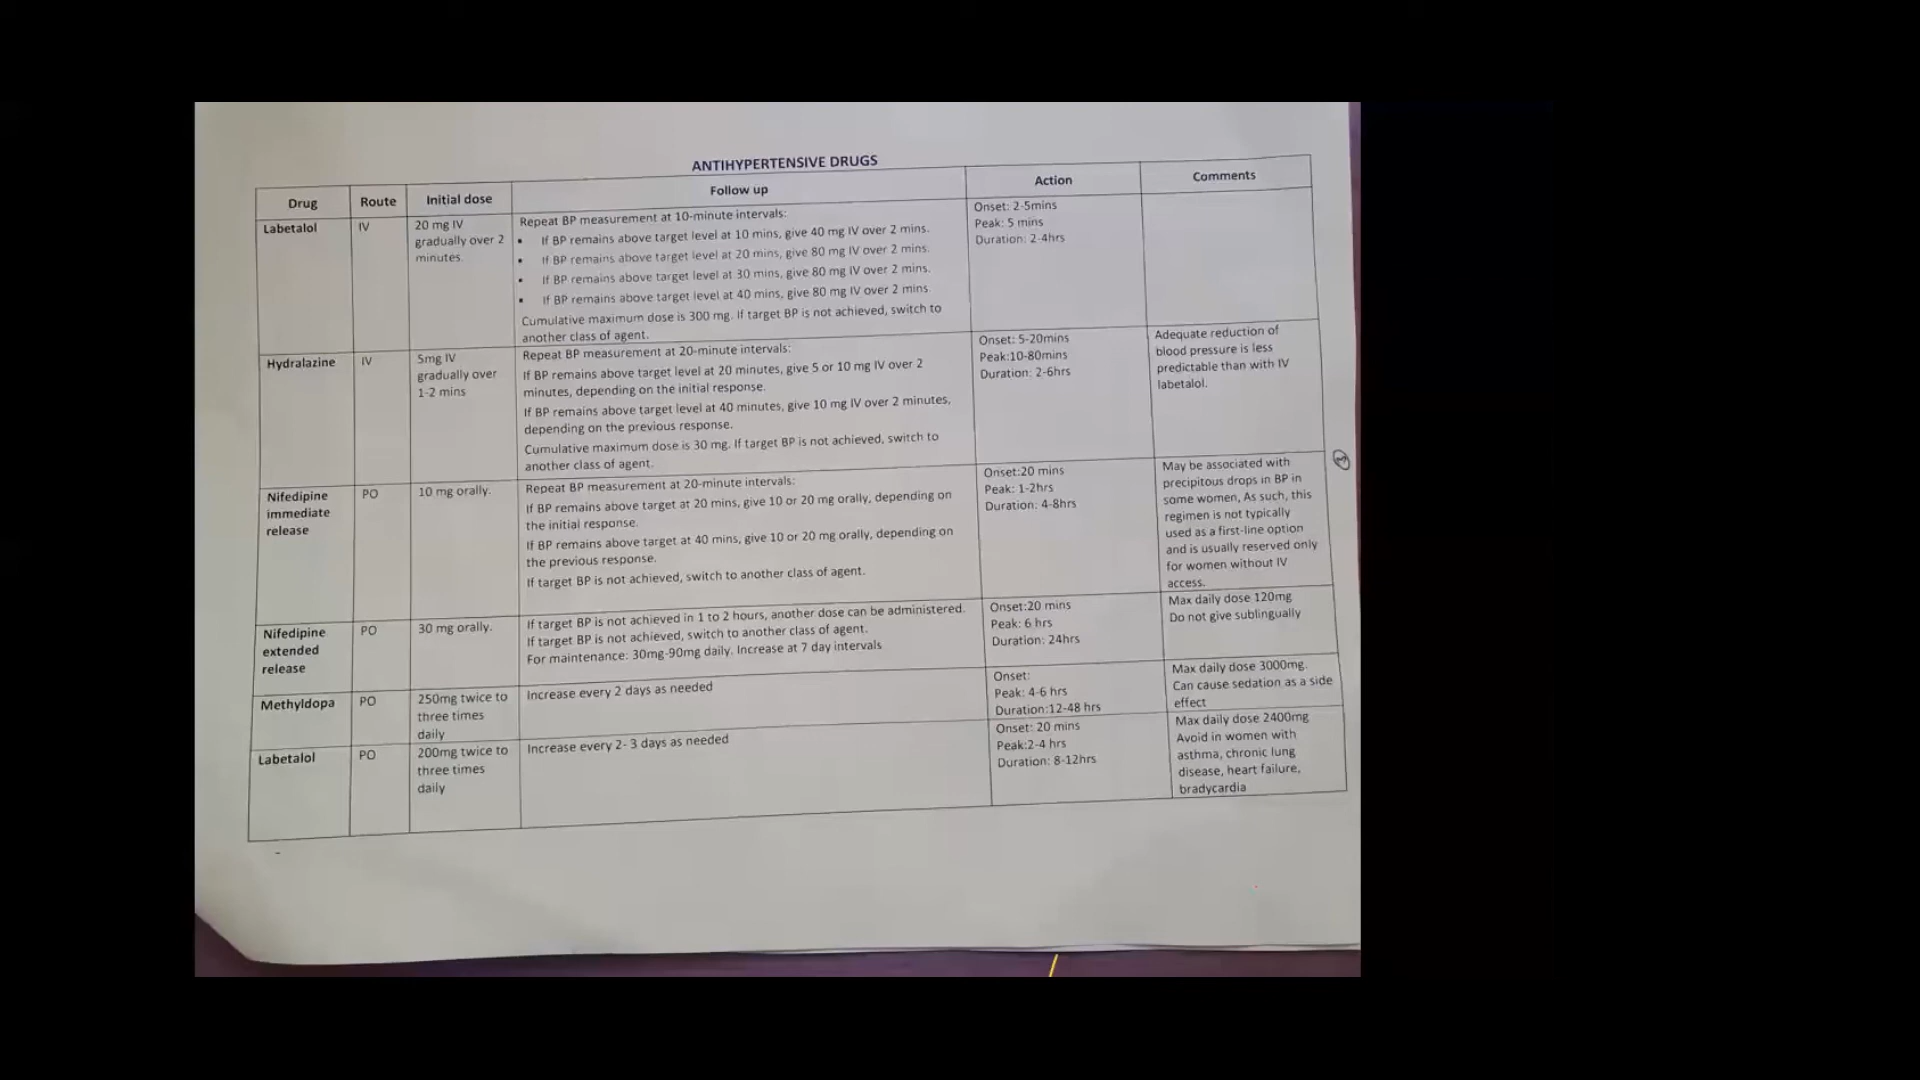 ANTIHYPERTENSIVE DRUGS
Drug Route Initial dose Follow up Action Comments
Labetalol
IV
20 mg IV
gradually over 2
minutes.
Repeat BP measurement at 10-minute intervals:
• If BP remains above target level at 10 mins, give 40 mg IV over 2 mins.
• If BP remains above target level at 20 mins, give 80 mg IV over 2 mins.
• If BP remains above target level at 30 mins, give 80 mg IV over 2 mins.
• If BP remains above target level at 40 mins, give 80 mg IV over 2 mins.
Cumulative maximum dose is 300 mg. If target BP is not achieved, switch to
another class of agent.
Onset: 2-5mins
Peak: 5 mins
Duration: 2-4hrs
Hydralazine
IV
5mg IV
gradually over
1-2 mins
Repeat BP measurement at 20-minute intervals:
If BP remains above target level at 20 minutes, give 5 or 10 mg IV over 2
minutes, depending on the initial response.
If BP remains above target level at 40 minutes, give 10 mg IV over 2 minutes,
depending on the previous response.
Cumulative maximum dose is 30 mg. If target BP is not achieved, switch to
another class of agent.
Onset: 5-20mins
Peak:10-80mins
Duration: 2-6hrs
Adequate reduction of
blood pressure is less
predictable than with IV
labetalol.
Nifedipine
immediate
release
PO
10 mg orally.
Repeat BP measurement at 20-minute intervals:
If BP remains above target at 20 mins, give 10 or 20 mg orally, depending on
the initial response.
If BP remains above target at 40 mins, give 10 or 20 mg orally, depending on
the previous response.
If target BP is not achieved, switch to another class of agent.
Onset:20 mins
Peak: 1-2hrs
Duration: 4-8hrs
May be associated with
precipitous drops in BP in
some women, As such, this
regimen is not typically
used as a first-line option
and is usually reserved only
for women without IV
access.
Nifedipine
extended
release
PO
30 mg orally.
If target BP is not achieved in 1 to 2 hours, another dose can be administered.
If target BP is not achieved, switch to another class of agent.
For maintenance: 30mg-90mg daily. Increase at 7 day intervals
Onset:20 mins
Peak: 6 hrs
Duration: 24hrs
Max daily dose 120mg
Do not give sublingually
Methyldopa
PO
250mg twice to
three times
daily
Increase every 2 days as needed
Onset:
Peak: 4-6 hrs
Duration:12-48 hrs
Max daily dose 3000mg.
Can cause sedation as a side
effect
Labetalol
PO
200mg twice to
three times
daily
Increase every 2- 3 days as needed
Onset: 20 mins
Peak:2-4 hrs
Duration: 8-12hrs
Max daily dose 2400mg
Avoid in women with
asthma, chronic lung
disease, heart failure,
bradycardia